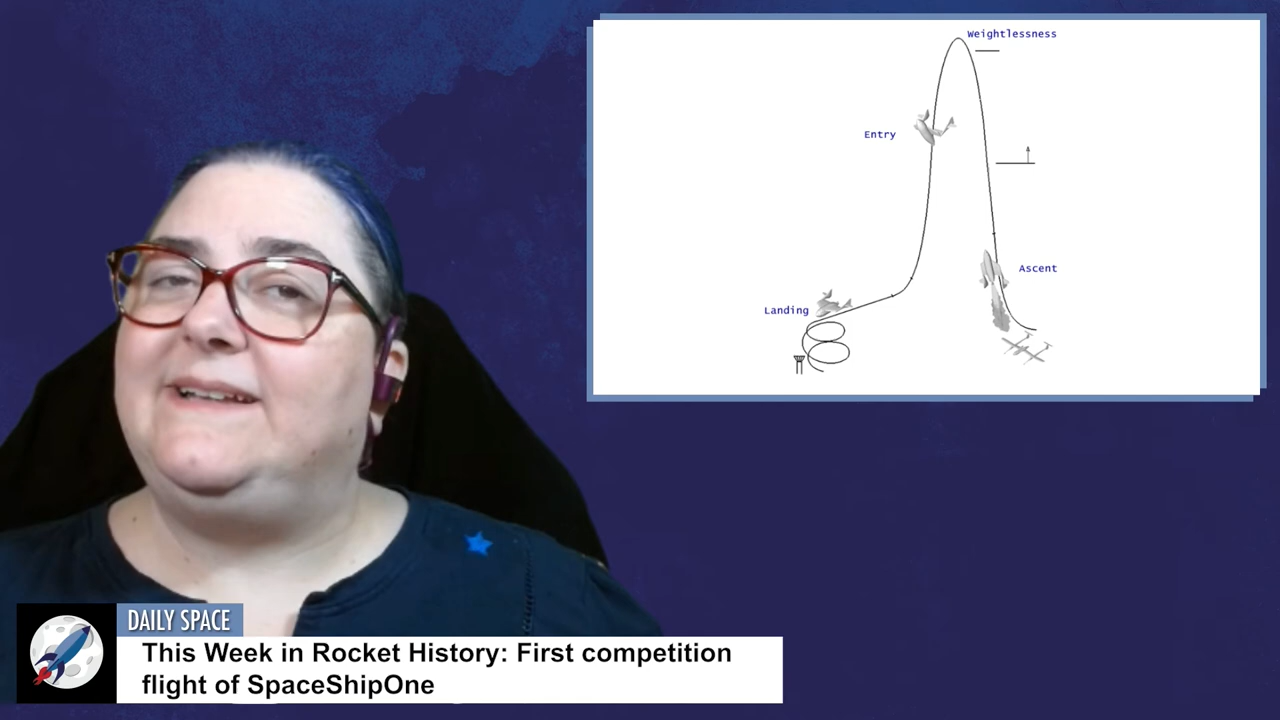 Weightlessness
Entry
Ascent
Landing
DAILY SPACE
This Week in Rocket History: First competition
flight of SpaceShipOne